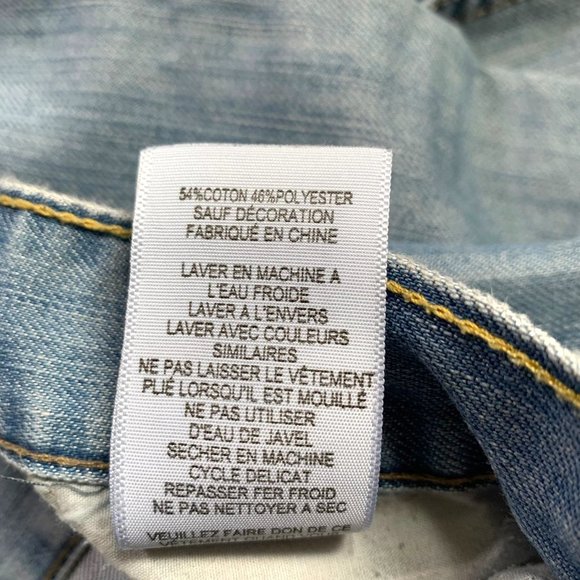 54%COTON 46%POLYESTER
SAUF DÉCORATION
FABRIQUÉ EN CHINE
LAVER EN MACHINE A
L'EAU FROIDE
LAVER A L'ENVERS
LAVER AVEC COULEURS
SIMILAIRES
NE PAS LAISSER LE VÊTEMENT
PLIÉ LORSQU'IL EST MOUILLÉ
NE PAS UTILISER
D'EAU DE JAVEL
SECHER EN MACHINE
CYCLE DELICAT
REPASSER FER FROID
NE PAS NETTOYER A SEC
VEUILLEZ FAIRE DON DE CE
VÊTEMENT